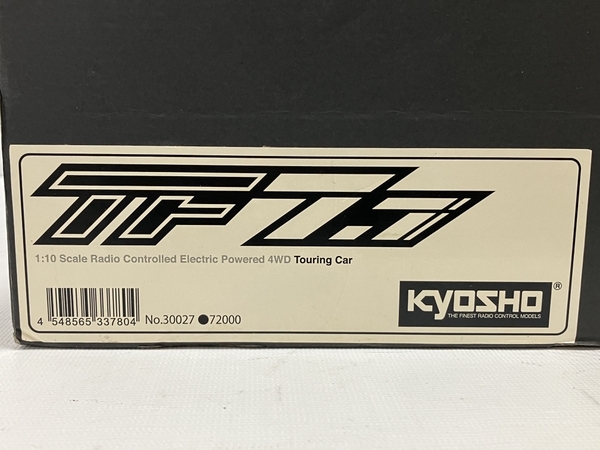 TF7.7
1:10 Scale Radio Controlled Electric Powered 4WD Touring Car
4 548565 337804
No.30027 ●72000
KYOSHO®
THE FINEST RADIO CONTROL MODELS